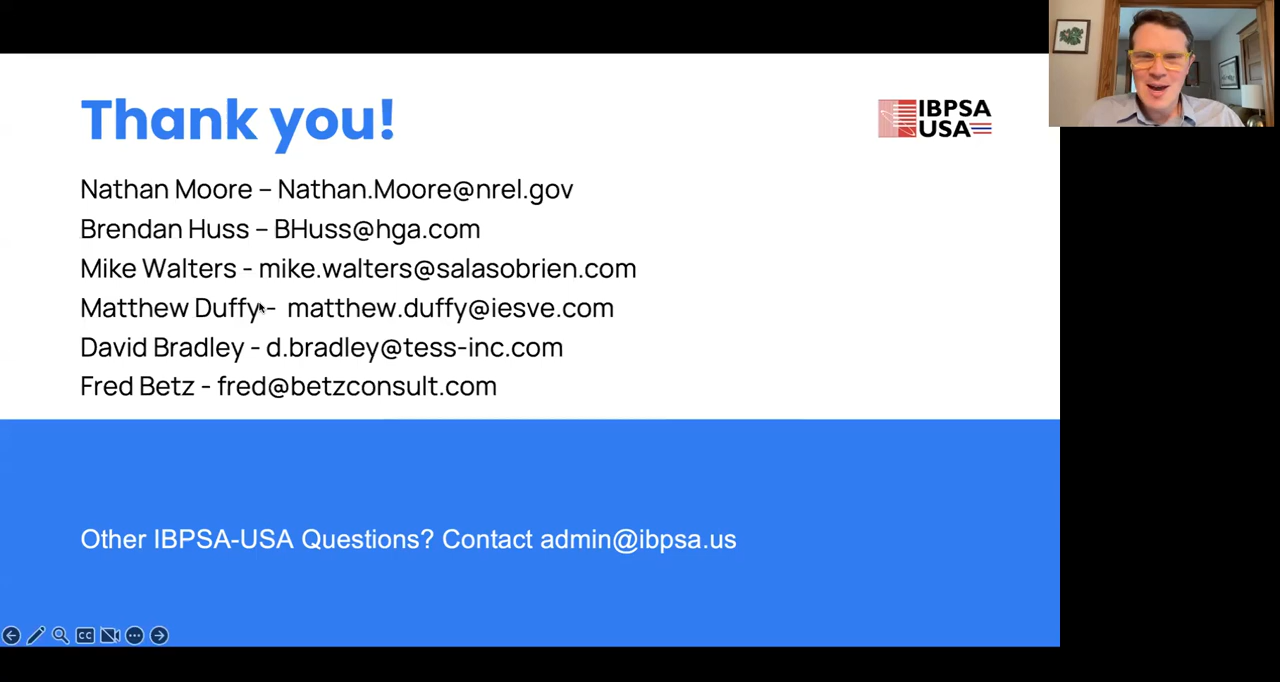 Thank you!
IBPSA
USA
Nathan Moore – Nathan.Moore@nrel.gov
Brendan Huss – BHuss@hga.com
Mike Walters - mike.walters@salasobrien.com
Matthew Duffy -  matthew.duffy@iesve.com
David Bradley - d.bradley@tess-inc.com
Fred Betz - fred@betzconsult.com
Other IBPSA-USA Questions? Contact admin@ibpsa.us
CC